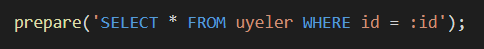 prepare('SELECT * FROM uyeler WHERE id = :id');